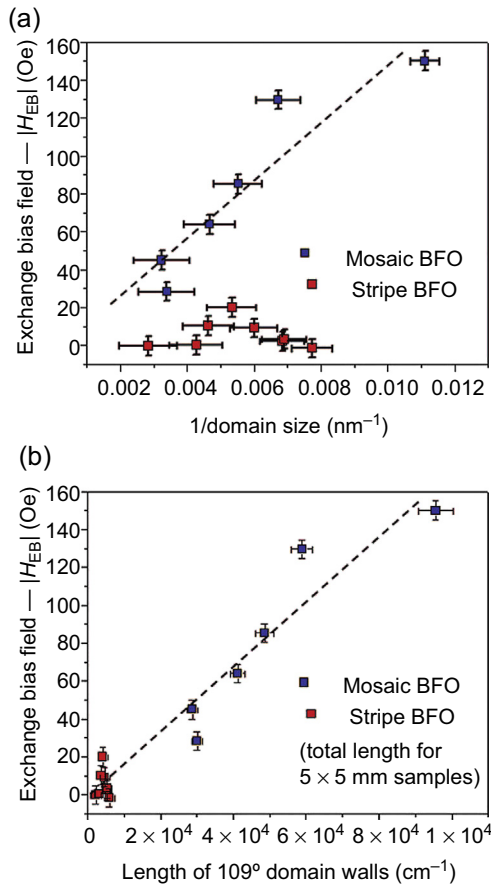 (a)
Exchange bias field — |H_EB| (Oe)
160
140
120
100
80
60
40
20
0
Mosaic BFO
Stripe BFO
0.002 0.004 0.006 0.008 0.010 0.012
1/domain size (nm⁻¹)
(b)
Exchange bias field — |H_EB| (Oe)
160
140
120
100
80
60
40
20
0
Mosaic BFO
Stripe BFO
(total length for
5 × 5 mm samples)
0 2 × 10⁴ 4 × 10⁴ 6 × 10⁴ 8 × 10⁴ 1 × 10
Length of 109º domain walls (cm⁻¹)